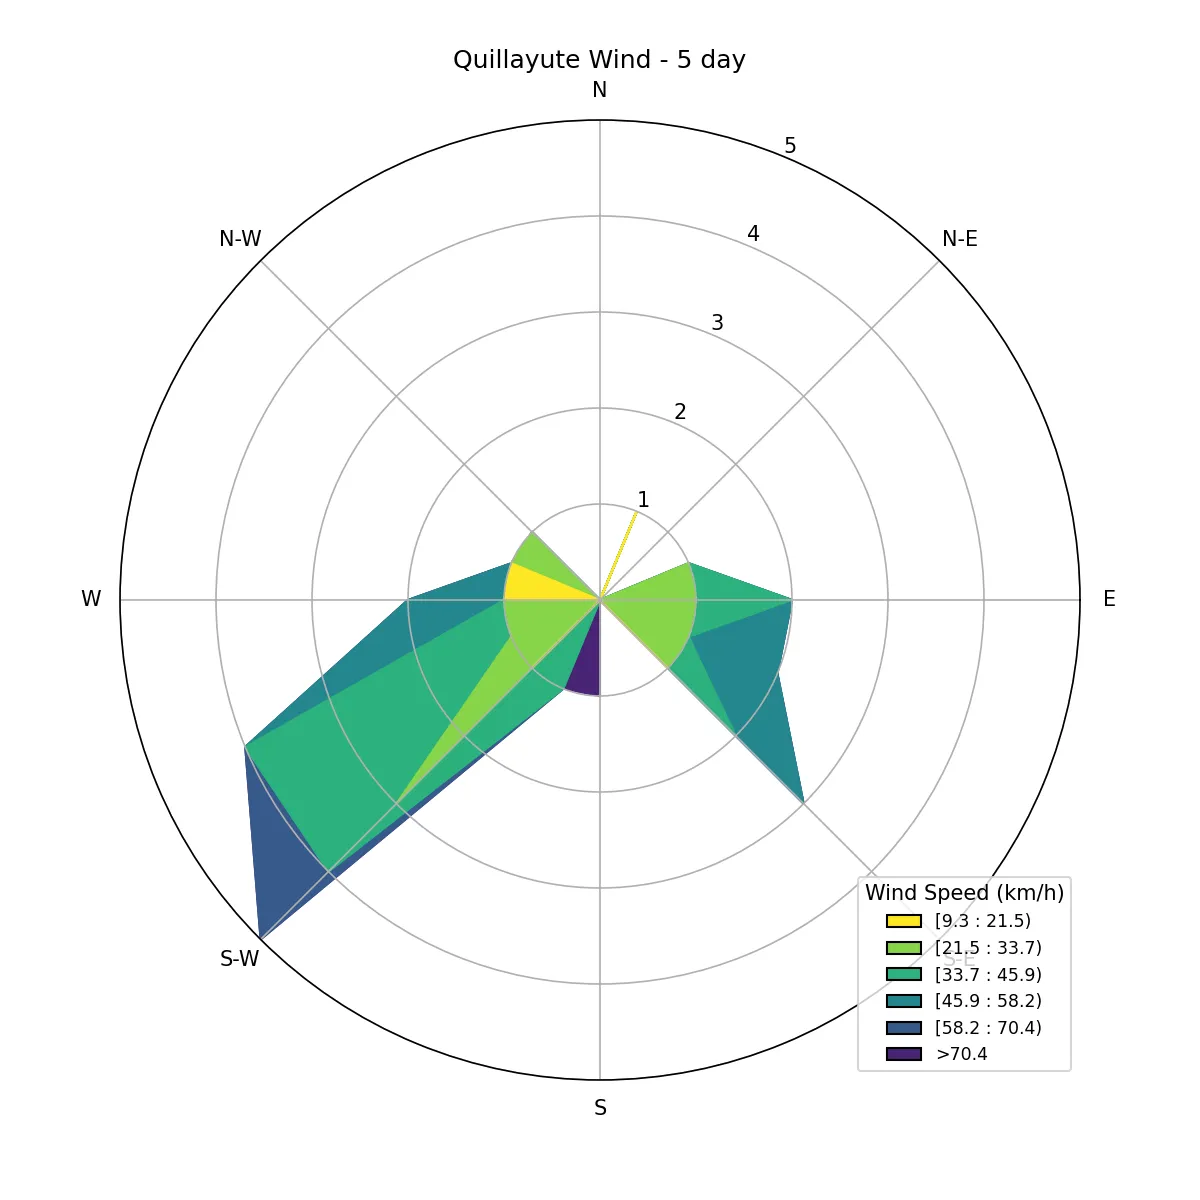 Quillayute Wind - 5 day
N
5
N-W
4
N-E
3
2
1
W
E
S-W
S-E
Wind Speed (km/h)
[9.3 : 21.5)
[21.5 : 33.7)
[33.7 : 45.9)
[45.9 : 58.2)
[58.2 : 70.4)
>70.4
S